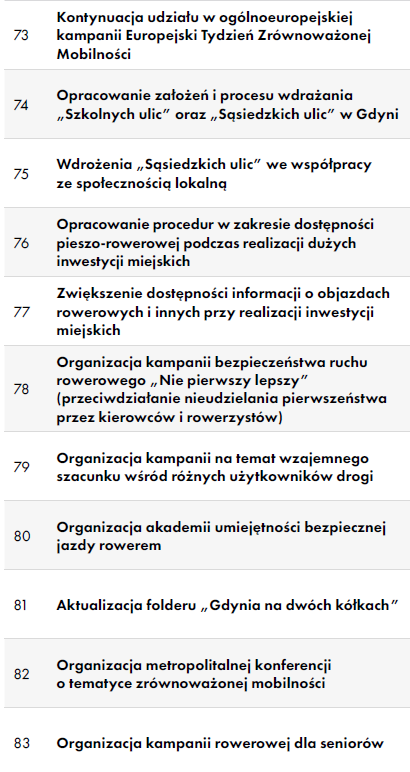 73
Kontynuacja udziału w ogólnoeuropejskiej
kampanii Europejski Tydzień Zrównoważonej
Mobilności
74
Opracowanie założeń i procesu wdrażania
„Szkolnych ulic” oraz „Sąsiedzkich ulic” w Gdyni
75
Wdrożenia „Sąsiedzkich ulic” we współpracy
ze społecznością lokalną
76
Opracowanie procedur w zakresie dostępności
pieszo-rowerowej podczas realizacji dużych
inwestycji miejskich
77
Zwiększenie dostępności informacji o objazdach
rowerowych i innych przy realizacji inwestycji
miejskich
78
Organizacja kampanii bezpieczeństwa ruchu
rowerowego „Nie pierwszy lepszy”
(przeciwdziałanie nieudzielania pierwszeństwa
przez kierowców i rowerzystów)
79
Organizacja kampanii na temat wzajemnego
szacunku wśród różnych użytkowników drogi
80
Organizacja akademii umiejętności bezpiecznej
jazdy rowerem
81
Aktualizacja folderu „Gdynia na dwóch kółkach”
82
Organizacja metropolitalnej konferencji
o tematyce zrównoważonej mobilności
83
Organizacja kampanii rowerowej dla seniorów